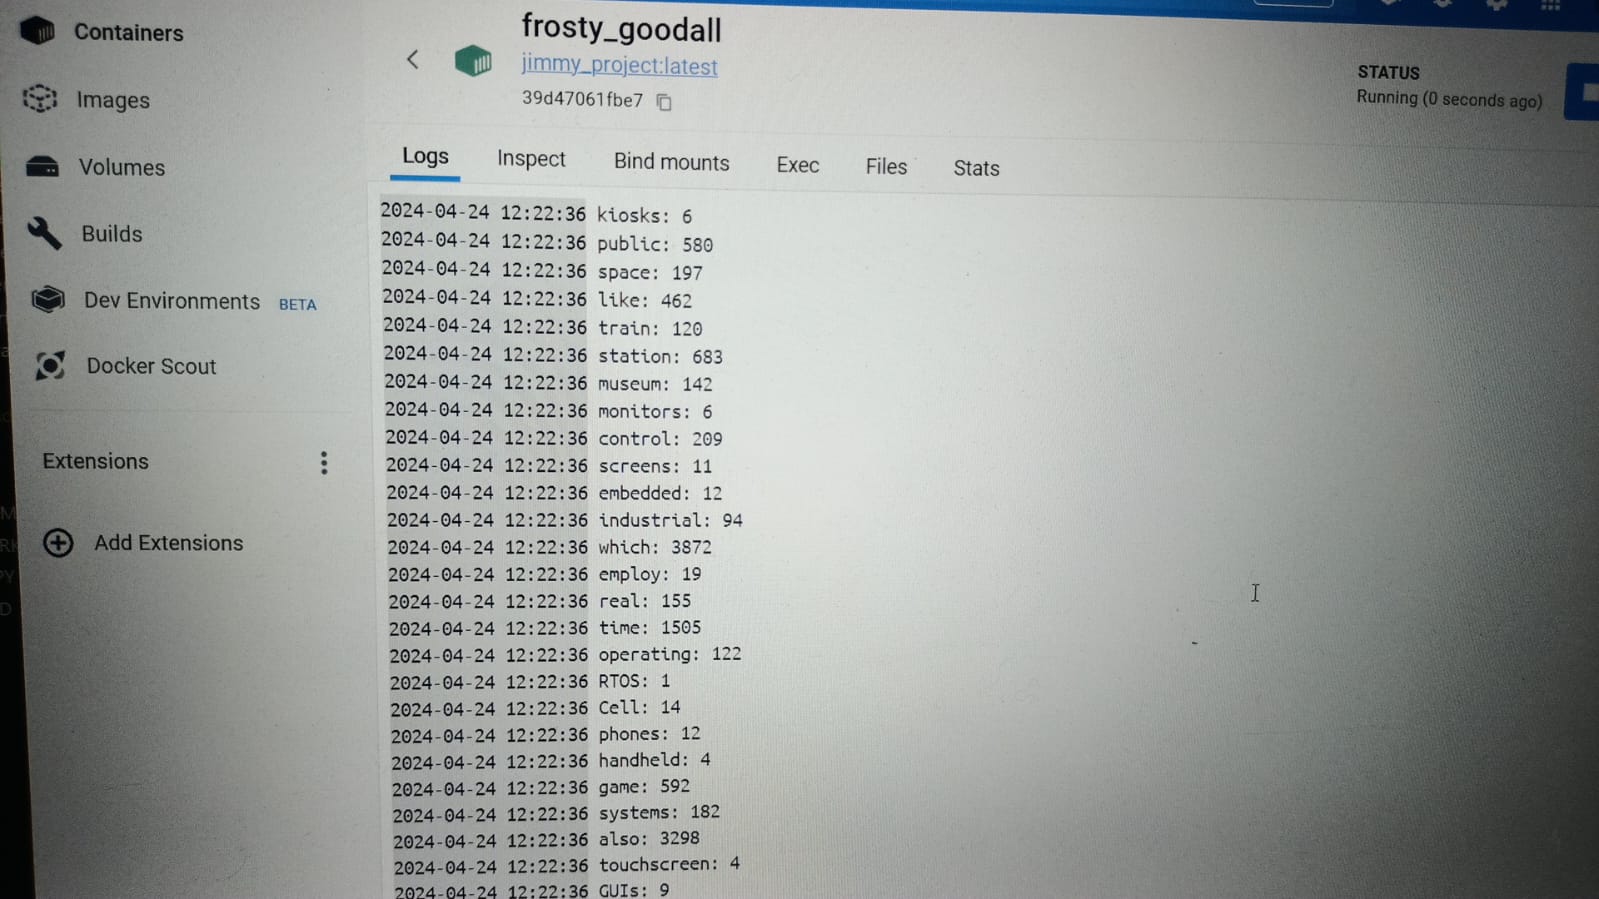 Containers
Images
Volumes
Builds
Dev Environments BETA
Docker Scout
Extensions
Add Extensions
frosty_goodall
jimmy_project:latest
39d47061fbe7
STATUS
Running (0 seconds ago)
Logs Inspect Bind mounts Exec Files Stats
2024-04-24 12:22:36 kiosks: 6
2024-04-24 12:22:36 public: 580
2024-04-24 12:22:36 space: 197
2024-04-24 12:22:36 like: 462
2024-04-24 12:22:36 train: 120
2024-04-24 12:22:36 station: 683
2024-04-24 12:22:36 museum: 142
2024-04-24 12:22:36 monitors: 6
2024-04-24 12:22:36 control: 209
2024-04-24 12:22:36 screens: 11
2024-04-24 12:22:36 embedded: 12
2024-04-24 12:22:36 industrial: 94
2024-04-24 12:22:36 which: 3872
2024-04-24 12:22:36 employ: 19
2024-04-24 12:22:36 real: 155
2024-04-24 12:22:36 time: 1505
2024-04-24 12:22:36 operating: 122
2024-04-24 12:22:36 RTOS: 1
2024-04-24 12:22:36 Cell: 14
2024-04-24 12:22:36 phones: 12
2024-04-24 12:22:36 handheld: 4
2024-04-24 12:22:36 game: 592
2024-04-24 12:22:36 systems: 182
2024-04-24 12:22:36 also: 3298
2024-04-24 12:22:36 touchscreen: 4
2024-04-24 12:22:36 GUIs: 9